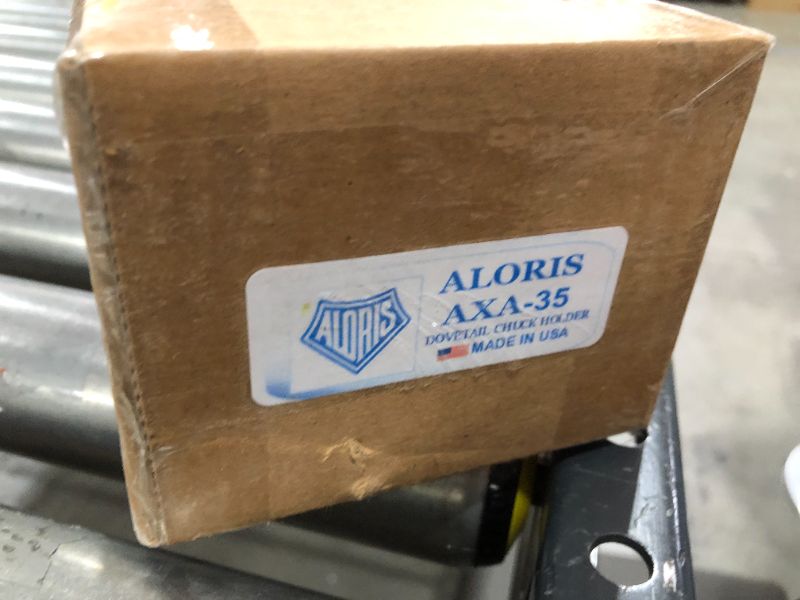 ALORIS
ALORIS
AXA-35
DOVETAIL CHUCK HOLDER
MADE IN USA